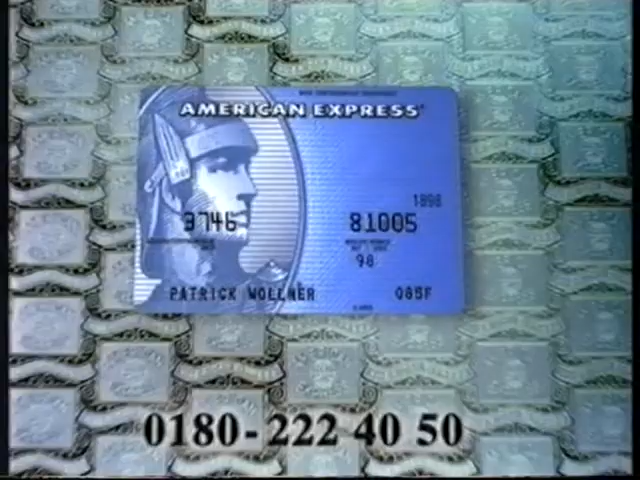 AMERICAN EXPRESS
1898
3746 81005
98
PATRICK WOLLNER 085F
0180-222 40 50